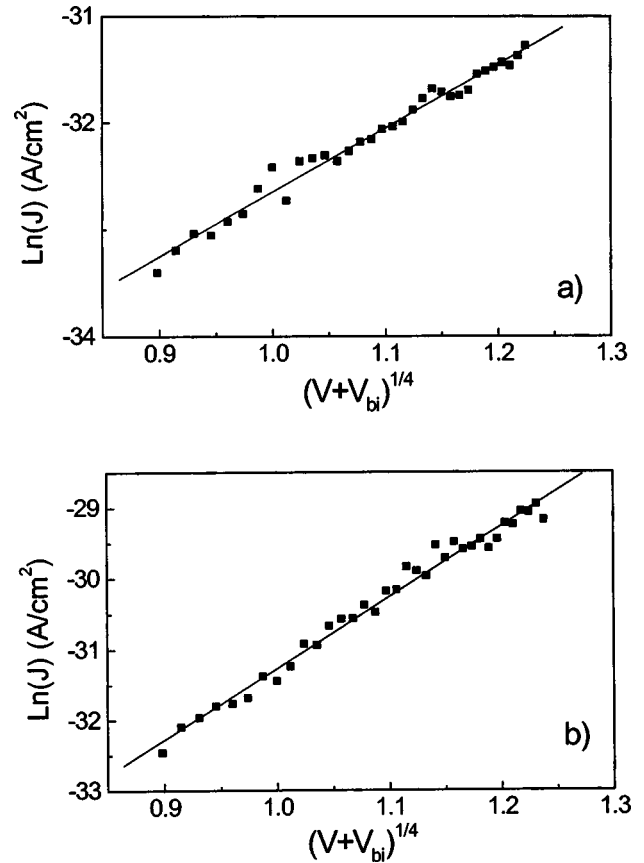 -31
-32
-33
-34
Ln(J) (A/cm²)
a)
0.9 1.0 1.1 1.2 1.3
(V+V_bi)^1/4
-29
-30
-31
-32
-33
Ln(J) (A/cm²)
b)
0.9 1.0 1.1 1.2 1.3
(V+V_bi)^1/4